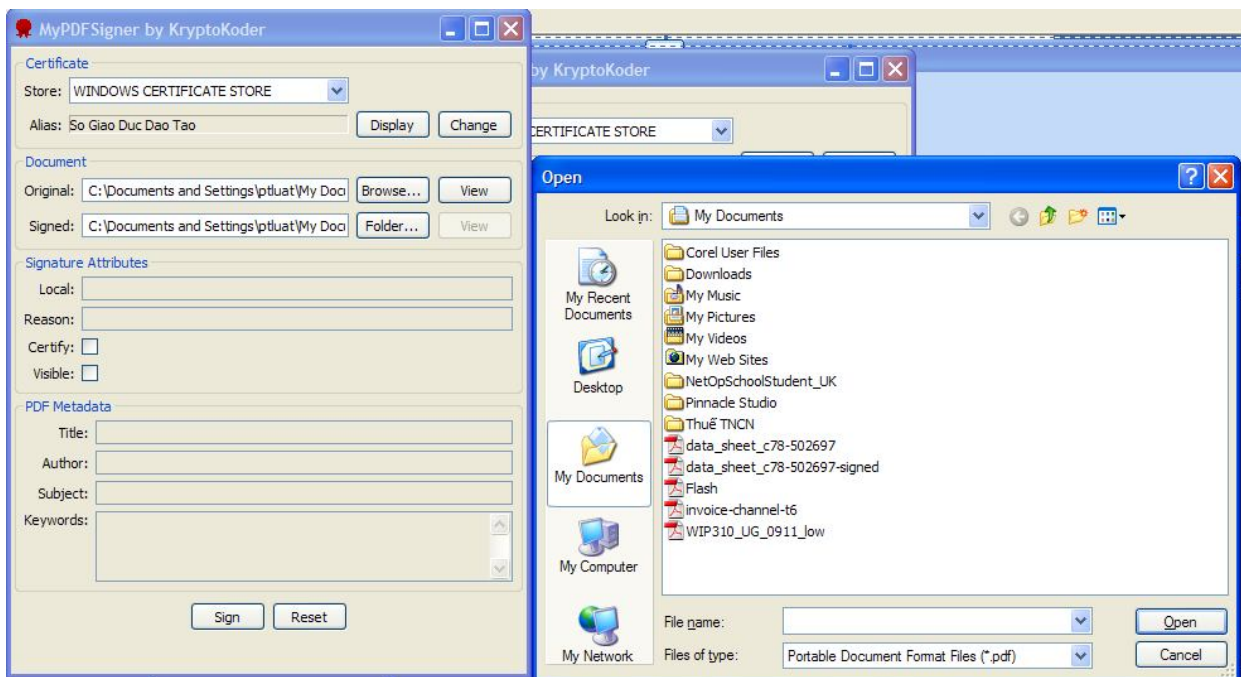 MyPDFSigner by KryptoKoder
Certificate
Store: WINDOWS CERTIFICATE STORE
Alias: So Giao Duc Dao Tao Display Change
Document
Original: C:\Documents and Settings\ptluat\My Doc Browse... View
Signed: C:\Documents and Settings\ptluat\My Doc Folder... View
Signature Attributes
Local:
Reason:
Certify:
Visible:
PDF Metadata
Title:
Author:
Subject:
Keywords:
Sign Reset
by KryptoKoder
CERTIFICATE STORE
Open
Look in: My Documents
My Recent Documents
Desktop
My Documents
My Computer
My Network
Corel User Files
Downloads
My Music
My Pictures
My Videos
My Web Sites
NetOpSchoolStudent_UK
Pinnacle Studio
Thuế TNCN
data_sheet_c78-502697
data_sheet_c78-502697-signed
Flash
invoice-channel-t6
WIP310_UG_0911_low
File name: Open
Files of type: Portable Document Format Files (*.pdf) Cancel